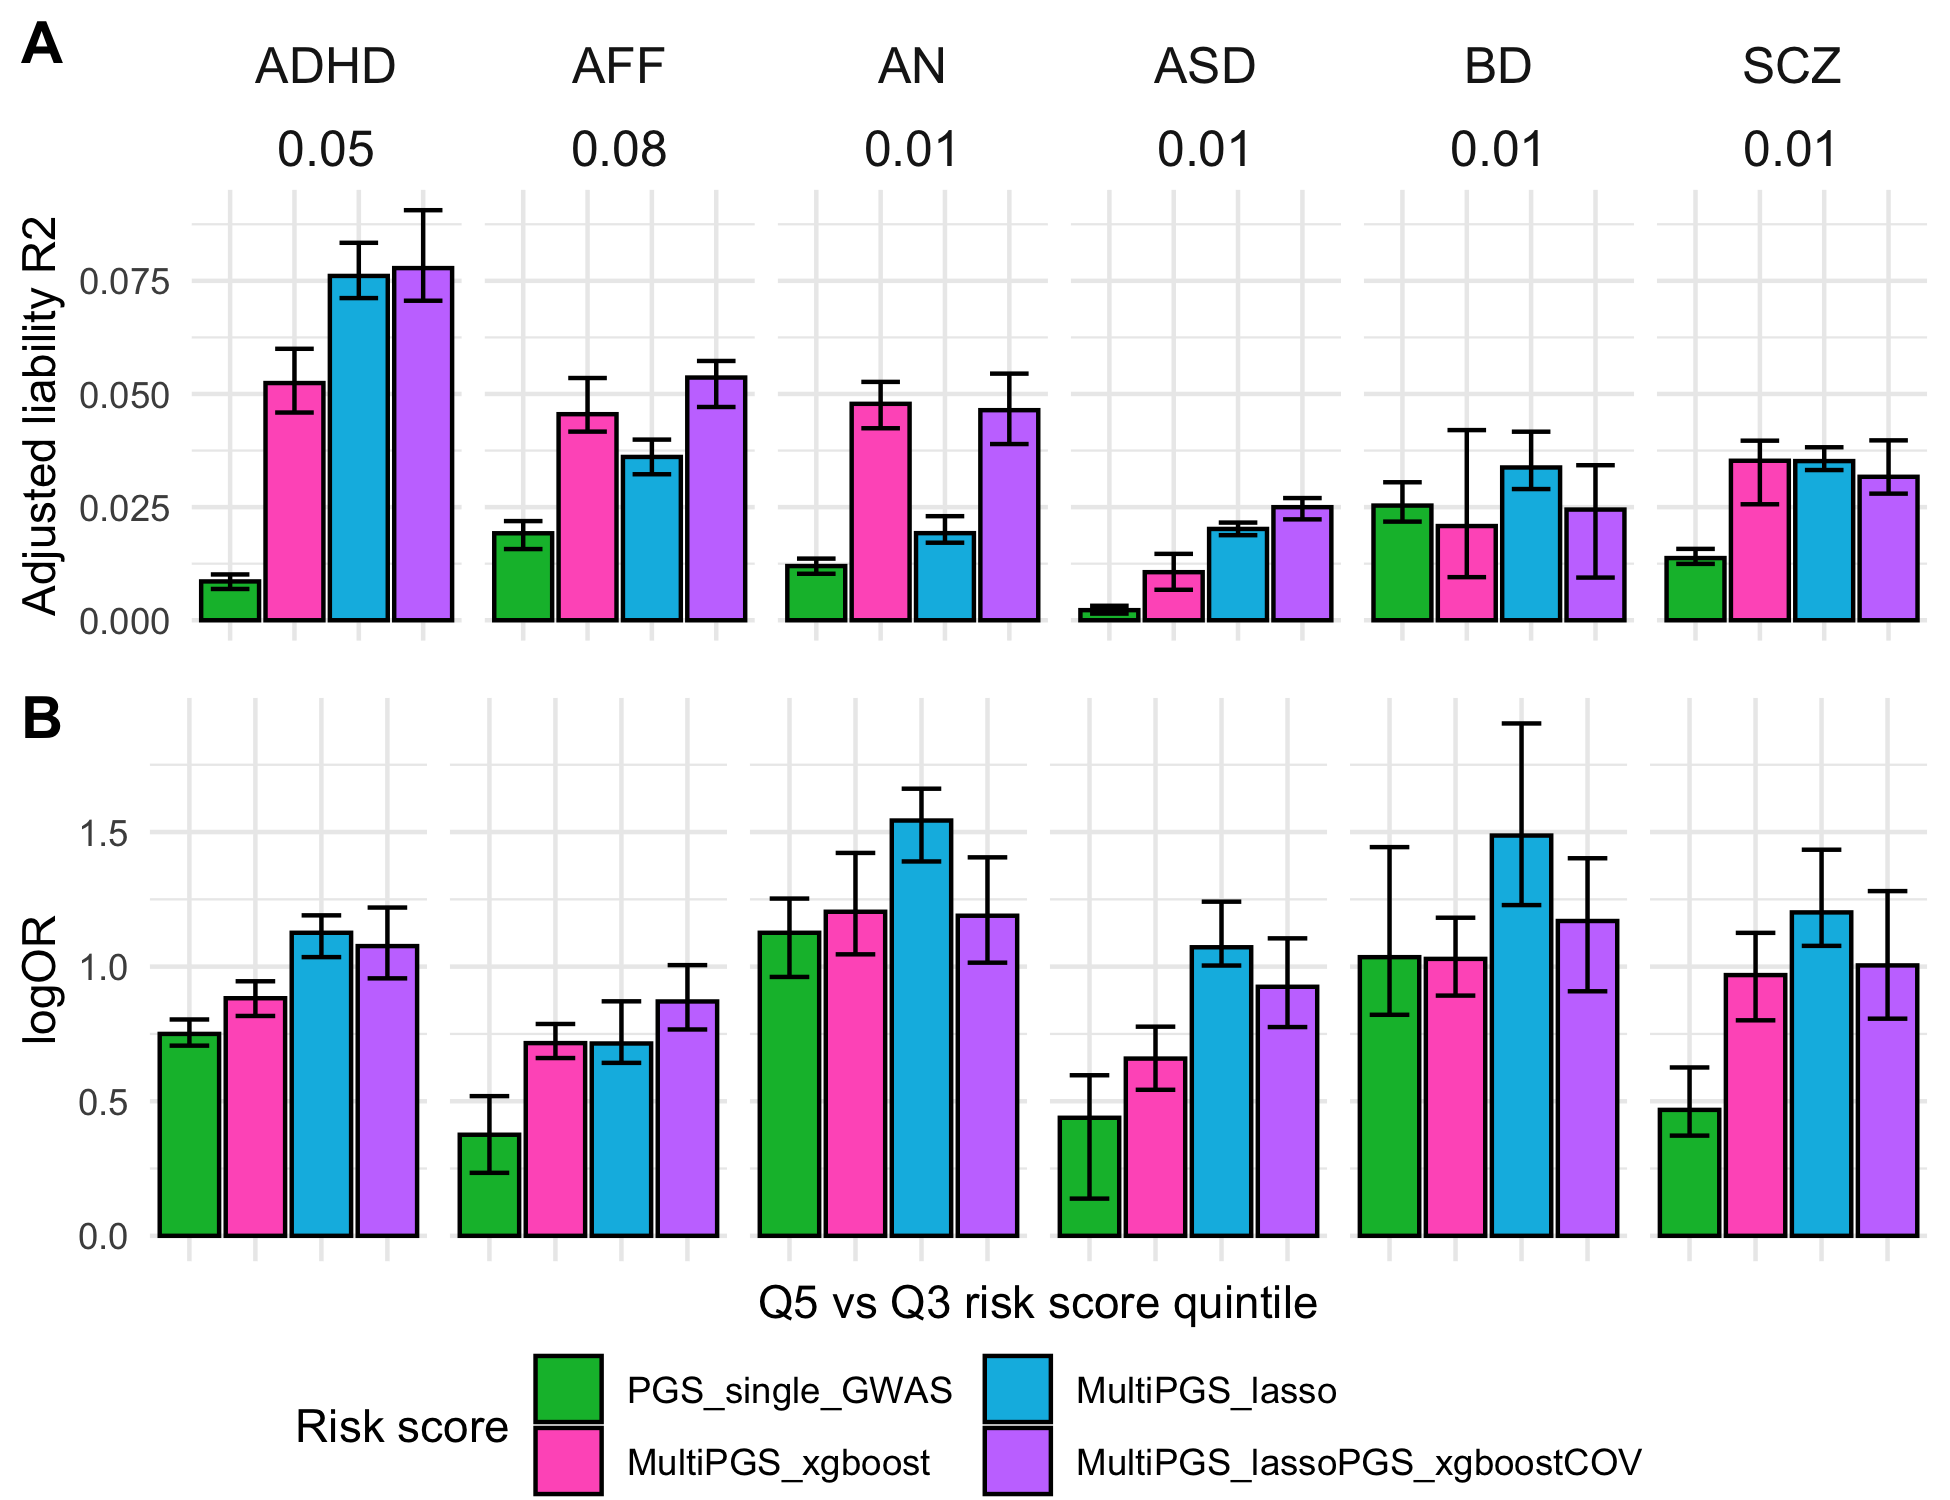 A
ADHD AFF AN ASD BD SCZ
0.05 0.08 0.01 0.01 0.01 0.01
Adjusted liability R2
0.075
0.050
0.025
0.000
B
logOR
1.5
1.0
0.5
0.0
Q5 vs Q3 risk score quintile
Risk score
PGS_single_GWAS MultiPGS_lasso
MultiPGS_xgboost MultiPGS_lassoPGS_xgboostCOV